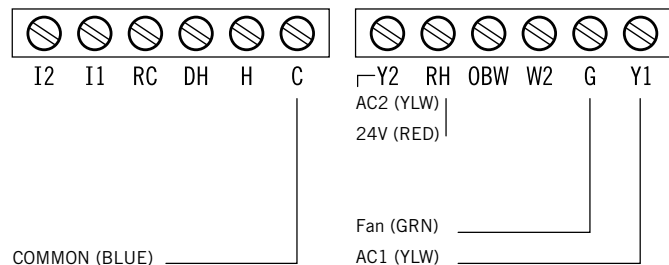 I2 I1 RC DH H C
Y2 RH OBW W2 G Y1
AC2 (YLW)
24V (RED)
Fan (GRN)
COMMON (BLUE)
AC1 (YLW)